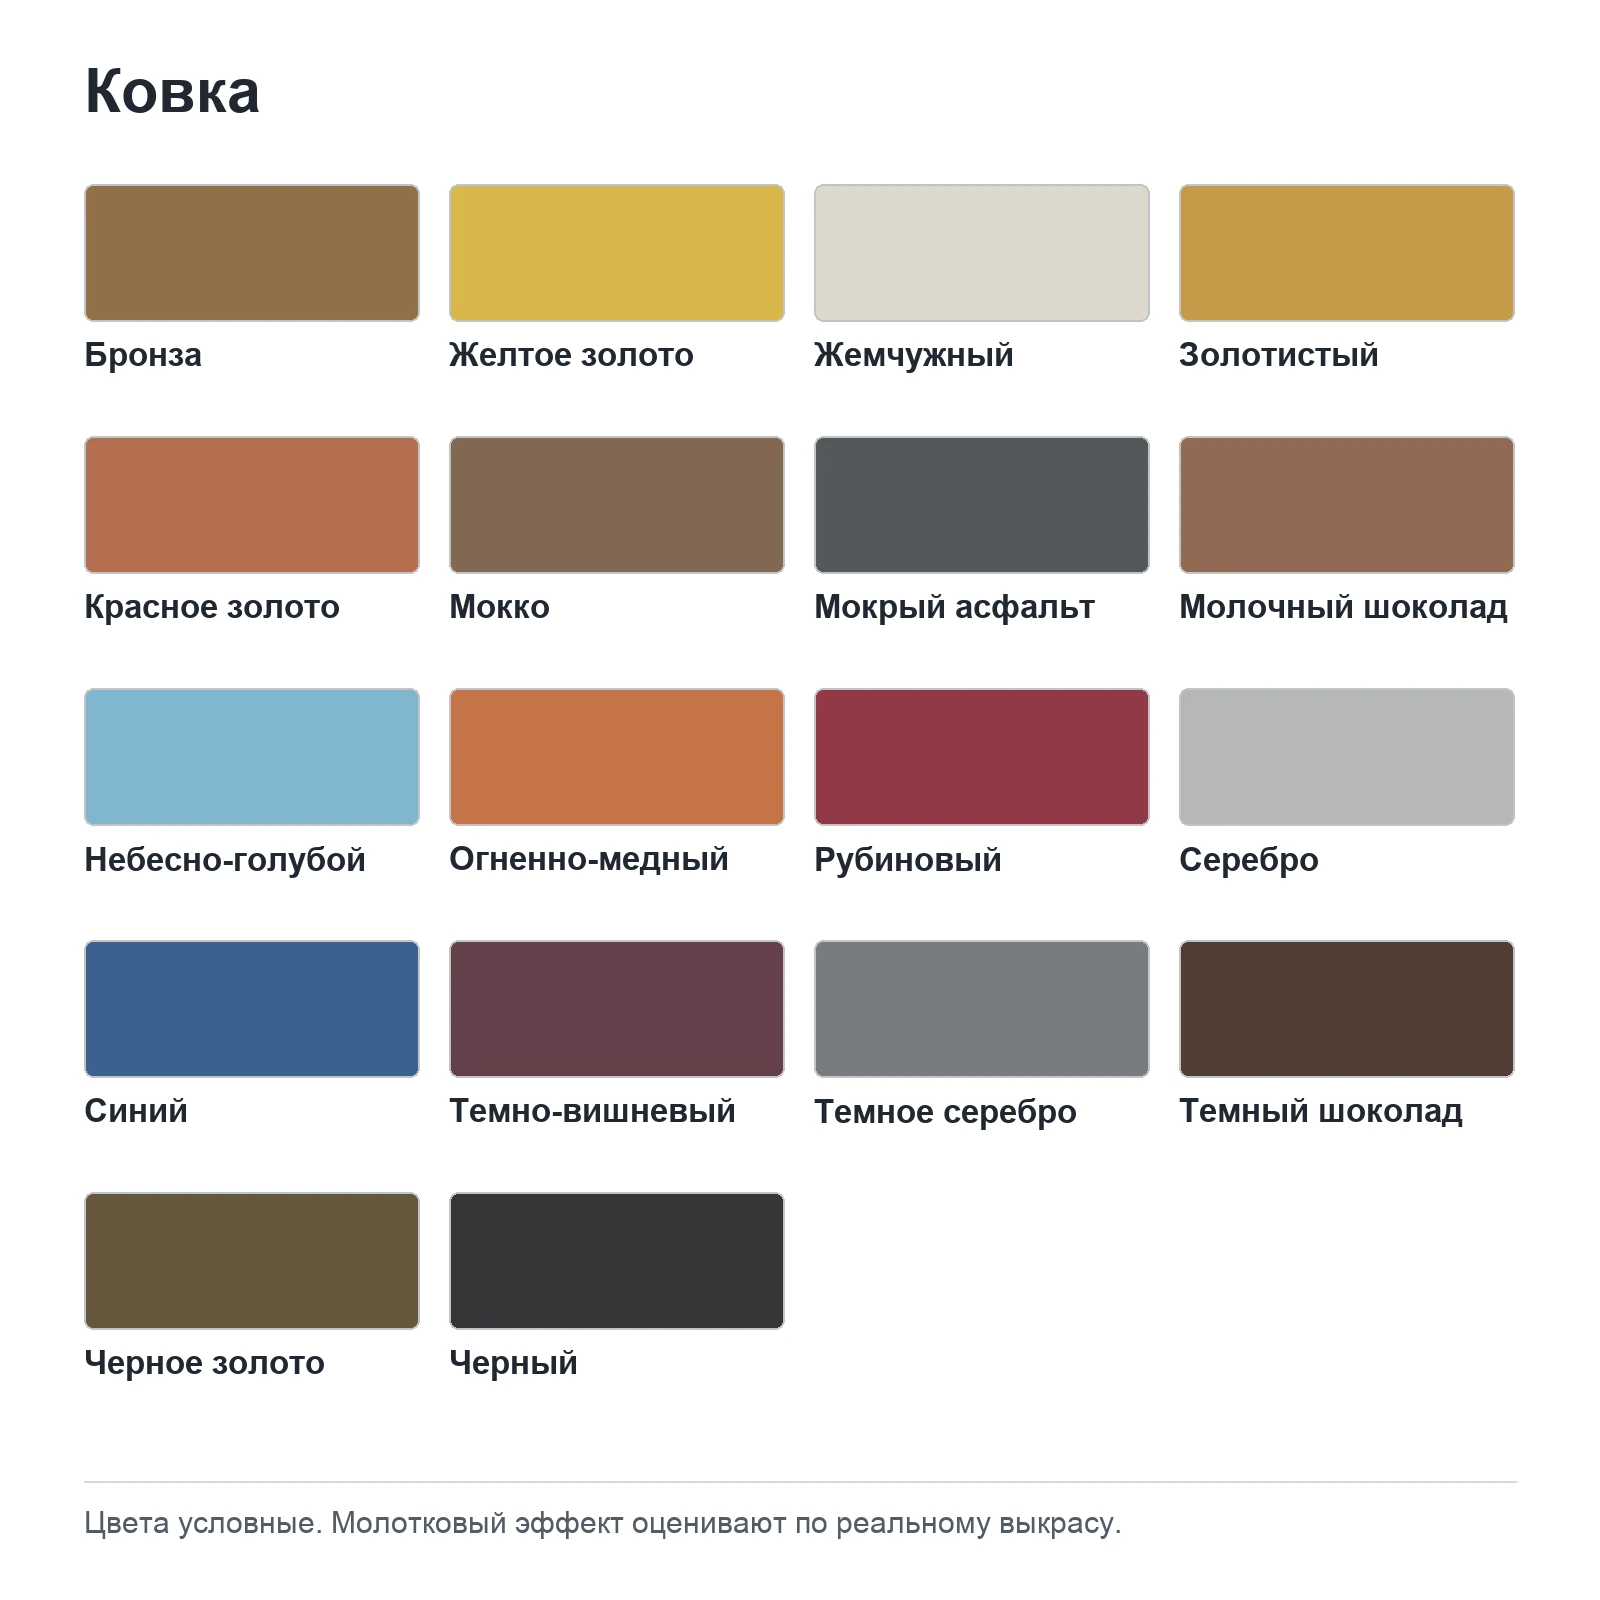 Ковка
Бронза
Желтое золото
Жемчужный
Золотистый
Красное золото
Мокко
Мокрый асфальт
Молочный шоколад
Небесно-голубой
Огненно-медный
Рубиновый
Серебро
Синий
Темно-вишневый
Темное серебро
Темный шоколад
Черное золото
Черный
Цвета условные. Молотковый эффект оценивают по реальному выкрасу.